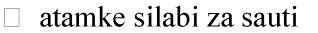 □ atamke silabi za sauti